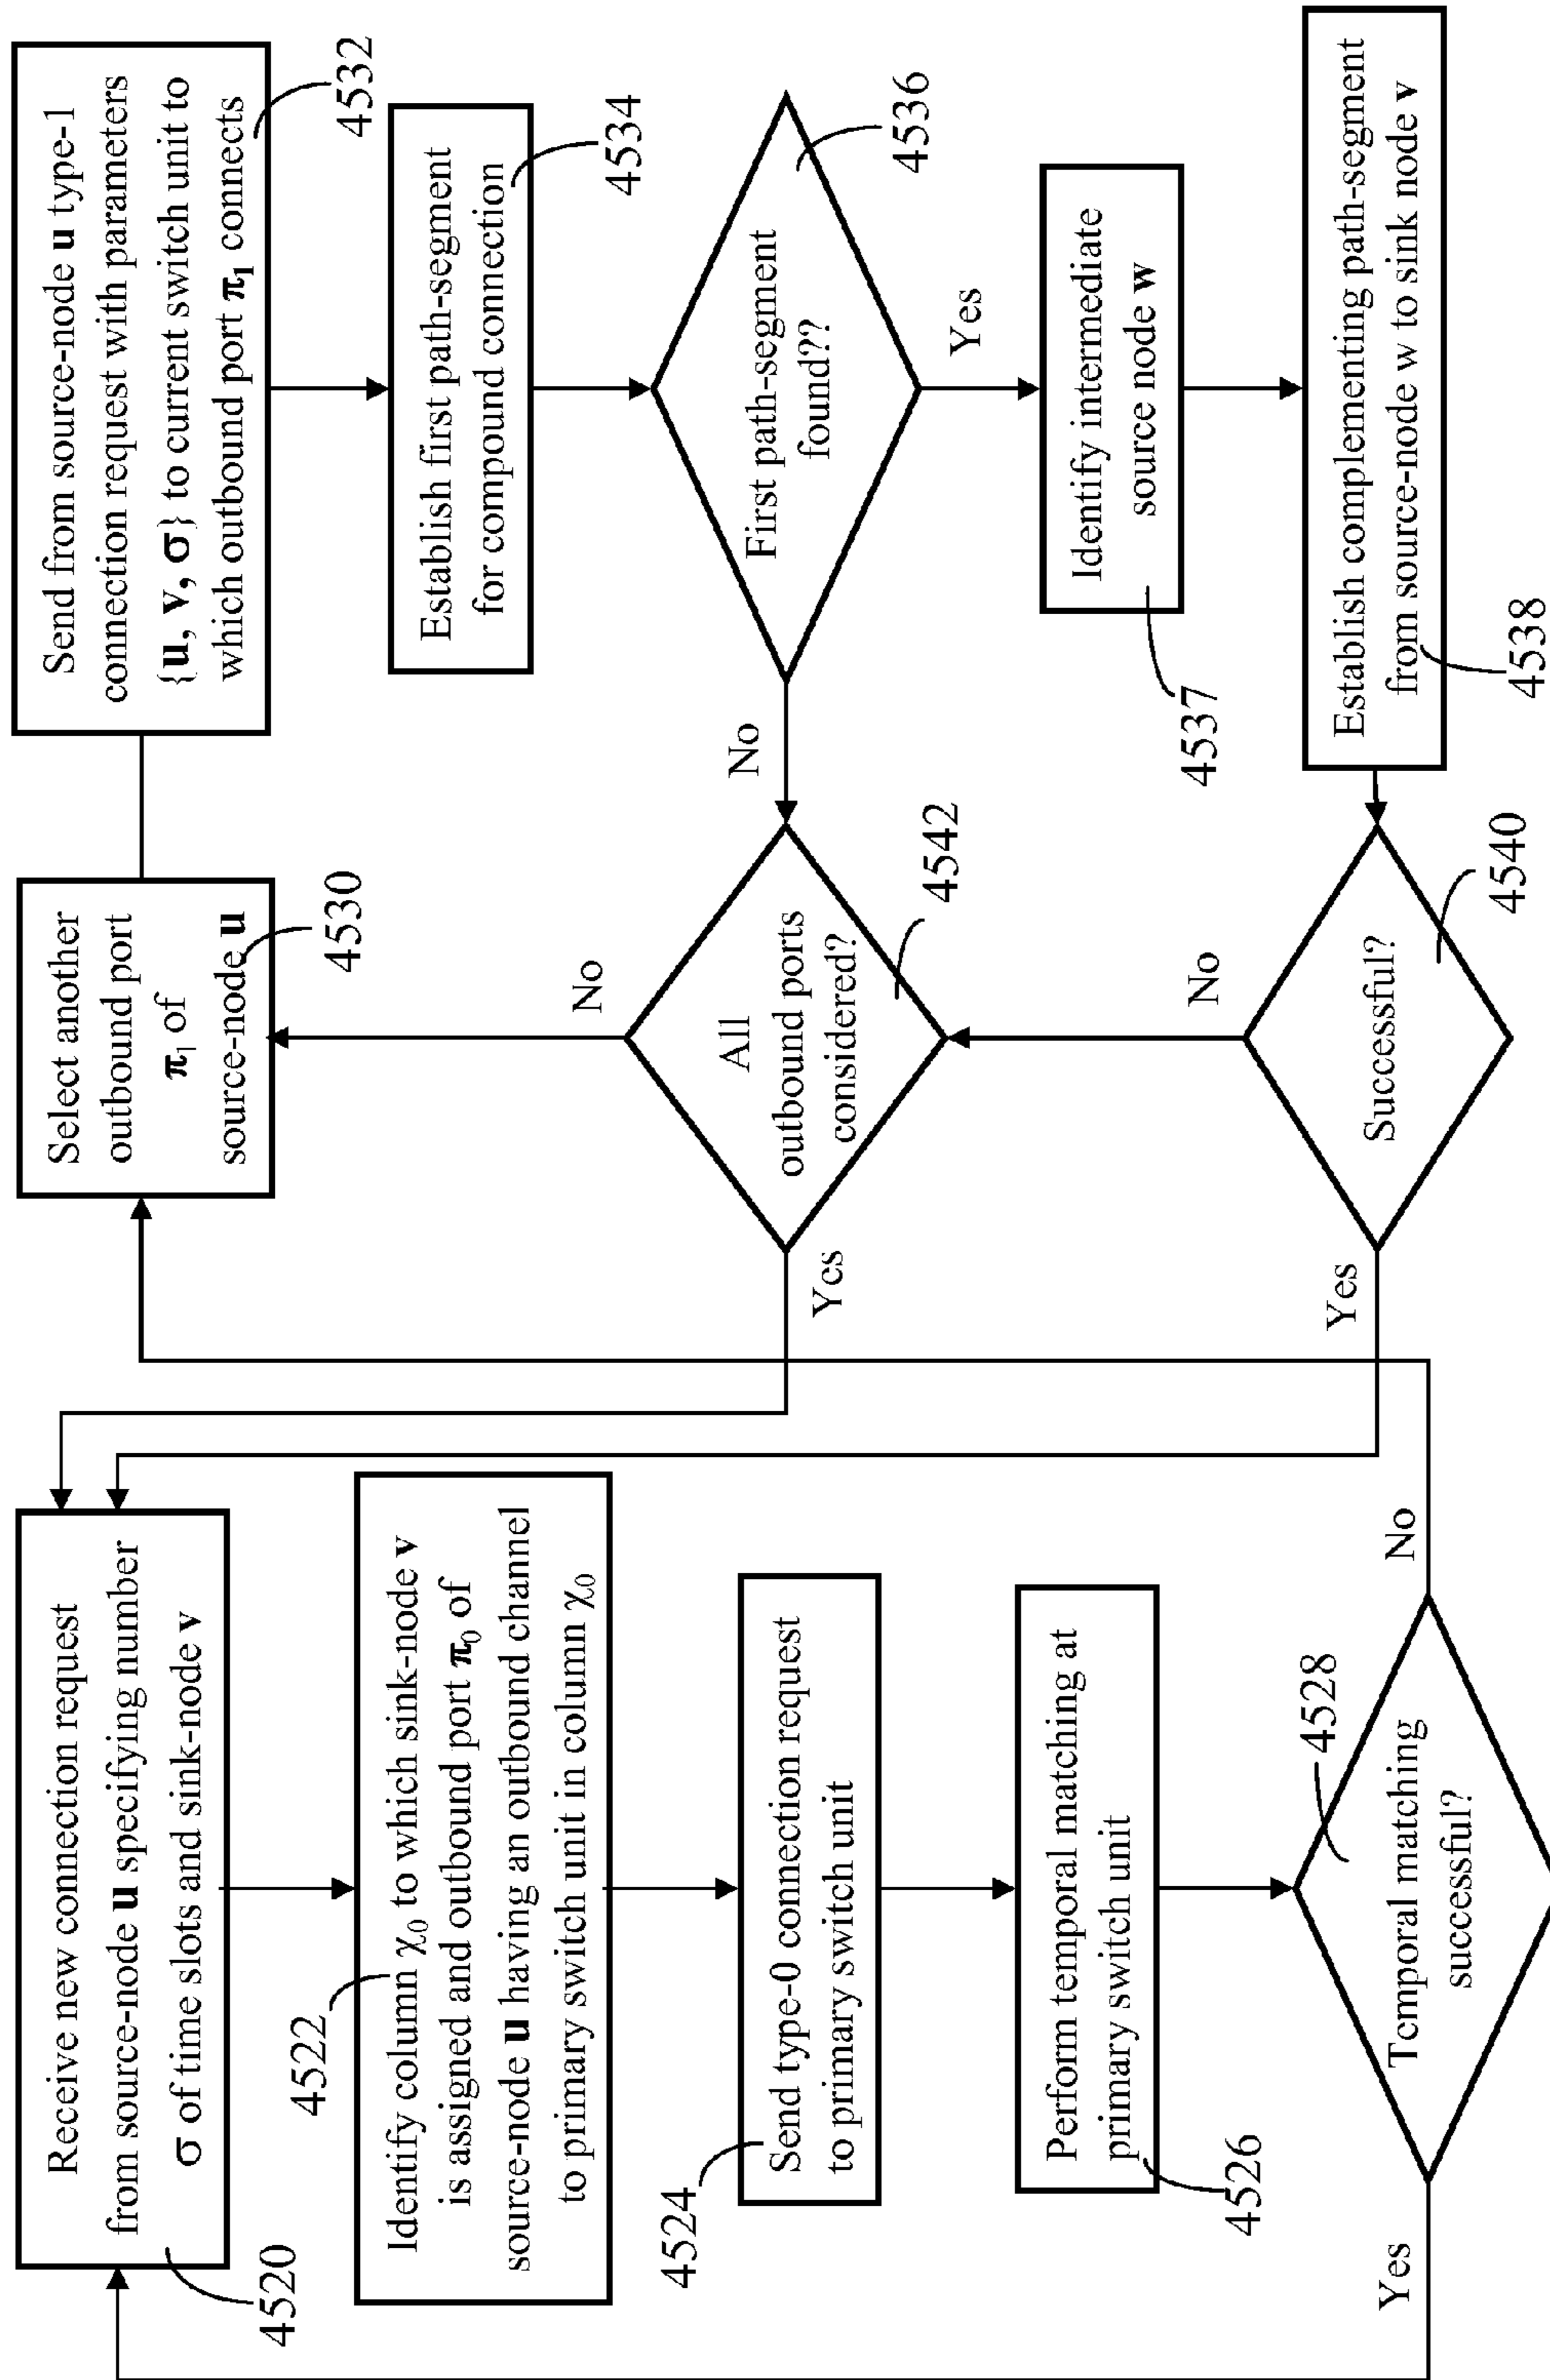 Receive new connection request
from source-node u specifying number
σ of time slots and sink-node v
4520
4522
Identify column χ0 to which sink-node v
is assigned and outbound port π0 of
source-node u having an outbound channel
to primary switch unit in column χ0
4524
Send type-0 connection request
to primary switch unit
Perform temporal matching at
primary switch unit
4526
4528
Temporal matching
successful?
Yes
No
Select another
outbound port
π1 of
source-node u
4530
Send from source-node u type-1
connection request with parameters
{u, v, σ} to current switch unit to
which outbound port π1 connects
4532
Establish first path-segment
for compound connection
4534
First path-segment
found??
4536
No
Yes
All
outbound ports
considered?
4542
No
Yes
Identify intermediate
source node w
4537
Establish complementing path-segment
from source-node w to sink node v
4538
Successful?
4540
No
Yes